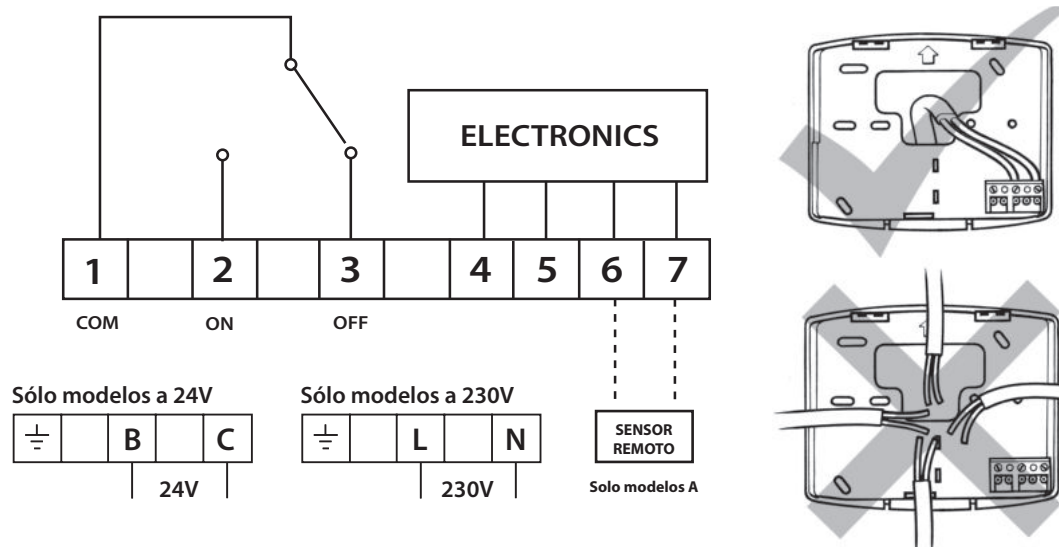 ELECTRONICS
1 2 3 4 5 6 7
COM ON OFF
Sólo modelos a 24V
B C
24V
Sólo modelos a 230V
L N
230V
SENSOR
REMOTO
Solo modelos A